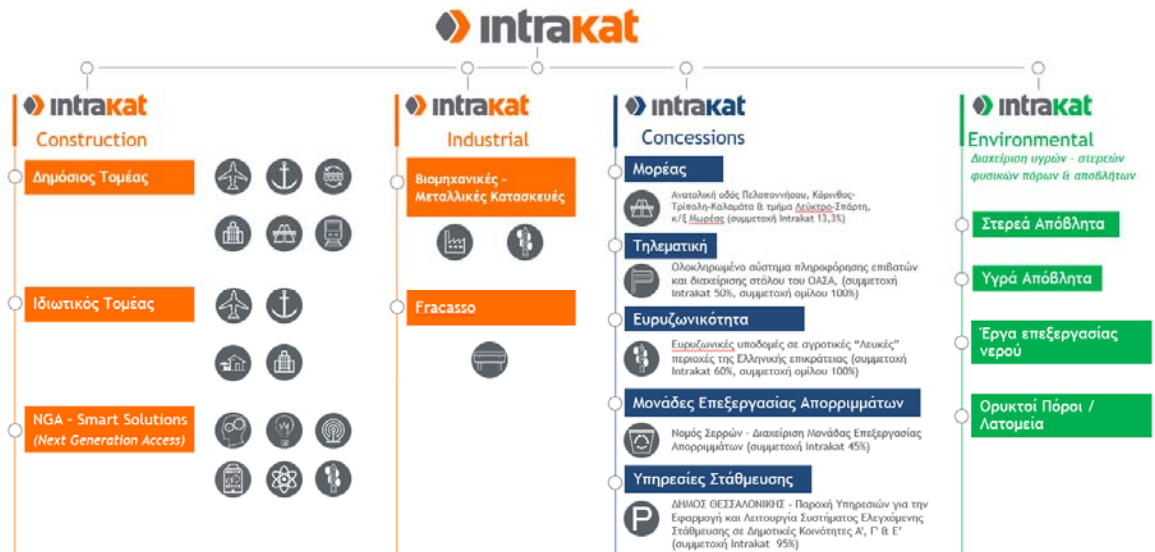 intrakat
intrakat
Construction
Δημόσιος Τομέας
Ιδιωτικός Τομέας
NGA - Smart Solutions
(Next Generation Access)
intrakat
Industrial
Βιομηχανικές -
Μεταλλικές Κατασκευές
Fracasso
intrakat
Concessions
Μορέας
Ανατολική οδός Πελοποννήσου, Κόρινθος-
Τρίπολη-Καλαμάτα & τμήμα Λεύκτρο-Σπάρτη,
κ/ξ Μωρέας (συμμετοχή Intrakat 13,3%)
Τηλεματική
Ολοκληρωμένο σύστημα πληροφόρησης επιβατών
και διαχείρισης στόλου του ΟΑΣΑ, (συμμετοχή
Intrakat 50%, συμμετοχή ομίλου 100%)
Ευρυζωνικότητα
Ευρυζωνικές υποδομές σε αγροτικές "Λευκές"
περιοχές της Ελληνικής επικράτειας (συμμετοχή
Intrakat 60%, συμμετοχή ομίλου 100%)
Μονάδες Επεξεργασίας Απορριμμάτων
Νομός Σερρών - Διαχείριση Μονάδας Επεξεργασίας
Απορριμμάτων (συμμετοχή Intrakat 45%)
Υπηρεσίες Στάθμευσης
P
ΔΗΜΟΣ ΘΕΣΣΑΛΟΝΙΚΗΣ - Παροχή Υπηρεσιών για την
Εφαρμογή και Λειτουργία Συστήματος Ελεγχόμενης
Στάθμευσης σε Δημοτικές Κοινότητες Α', Γ' & Ε'
(συμμετοχή Intrakat 95%)
intrakat
Environmental
Διαχείριση υγρών - στερεών
φυσικών πόρων & αποβλήτων
Στερεά Απόβλητα
Υγρά Απόβλητα
Έργα επεξεργασίας
νερού
Ορυκτοί Πόροι /
Λατομεία